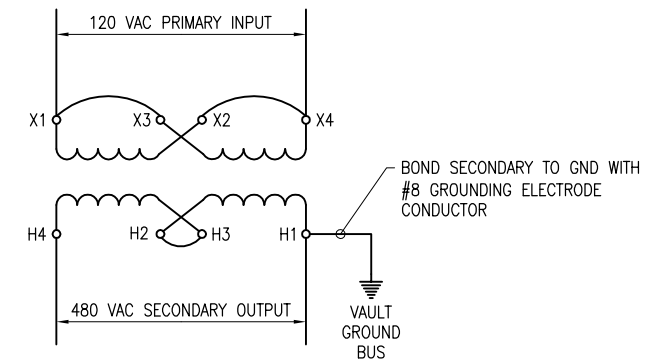 120 VAC PRIMARY INPUT
X1 X3 X2 X4
BOND SECONDARY TO GND WITH
#8 GROUNDING ELECTRODE
CONDUCTOR
H4 H2 H3 H1
480 VAC SECONDARY OUTPUT
VAULT
GROUND
BUS